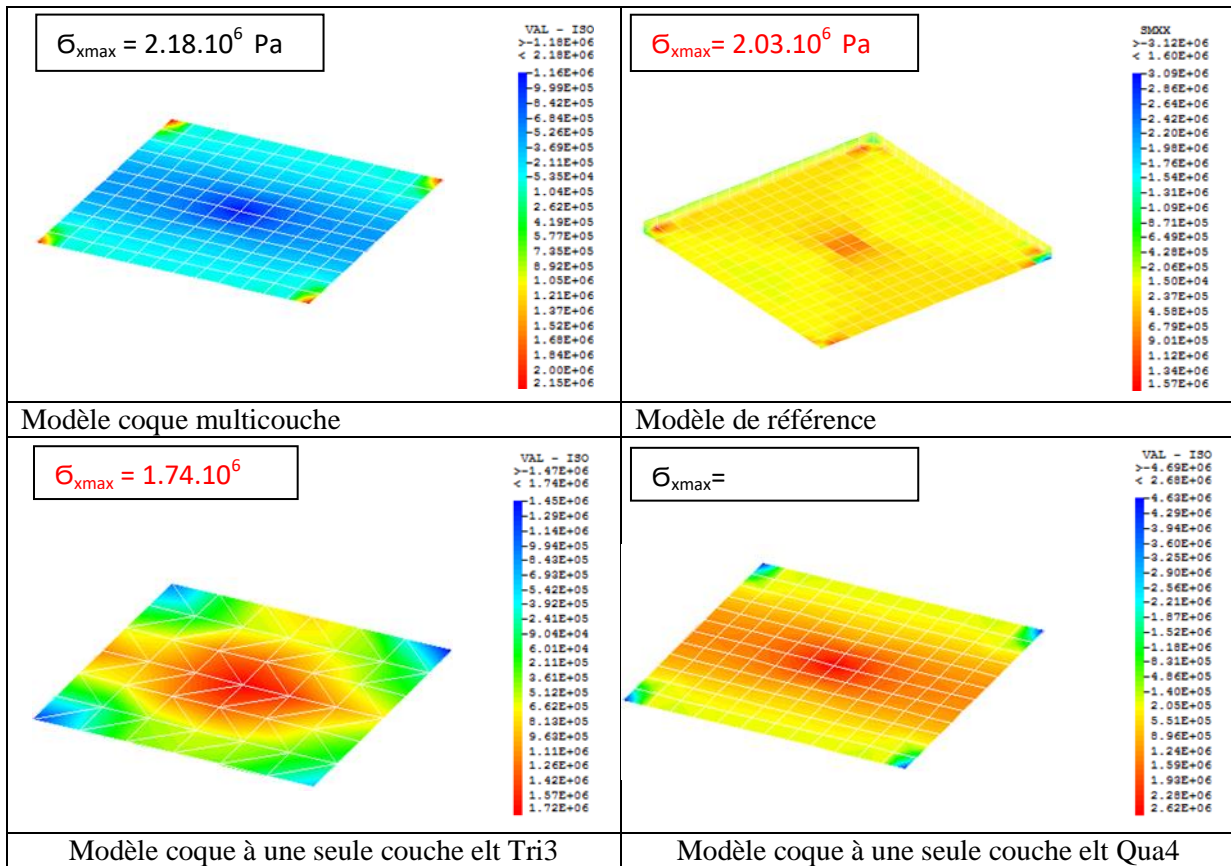 Ϭxmax = 2.18.10⁶ Pa
VAL - ISO
>-1.18E+06
< 2.18E+06
-1.16E+06
-9.99E+05
-8.42E+05
-6.84E+05
-5.26E+05
-3.69E+05
-2.11E+05
-5.35E+04
1.04E+05
2.62E+05
4.19E+05
5.77E+05
7.35E+05
8.92E+05
1.05E+06
1.21E+06
1.37E+06
1.52E+06
1.68E+06
1.84E+06
2.00E+06
2.15E+06
Modèle coque multicouche
Ϭxmax= 2.03.10⁶ Pa
SMXX
>-3.12E+06
< 1.60E+06
-3.09E+06
-2.86E+06
-2.64E+06
-2.42E+06
-2.20E+06
-1.98E+06
-1.76E+06
-1.54E+06
-1.31E+06
-1.09E+06
-8.71E+05
-6.49E+05
-4.28E+05
-2.06E+05
1.50E+04
2.37E+05
4.58E+05
6.79E+05
9.01E+05
1.12E+06
1.34E+06
1.57E+06
Modèle de référence
Ϭxmax = 1.74.10⁶
VAL - ISO
>-1.47E+06
< 1.74E+06
-1.45E+06
-1.29E+06
-1.14E+06
-9.94E+05
-8.43E+05
-6.93E+05
-5.42E+05
-3.92E+05
-2.41E+05
-9.04E+04
6.01E+04
2.11E+05
3.61E+05
5.12E+05
6.62E+05
8.13E+05
9.63E+05
1.11E+06
1.26E+06
1.42E+06
1.57E+06
1.72E+06
Modèle coque à une seule couche elt Tri3
Ϭxmax=
VAL - ISO
>-4.69E+06
< 2.68E+06
-4.63E+06
-4.29E+06
-3.94E+06
-3.60E+06
-3.25E+06
-2.90E+06
-2.56E+06
-2.21E+06
-1.87E+06
-1.52E+06
-1.18E+06
-8.31E+05
-4.86E+05
-1.40E+05
2.05E+05
5.51E+05
8.96E+05
1.24E+06
1.59E+06
1.93E+06
2.28E+06
2.62E+06
Modèle coque à une seule couche elt Qua4